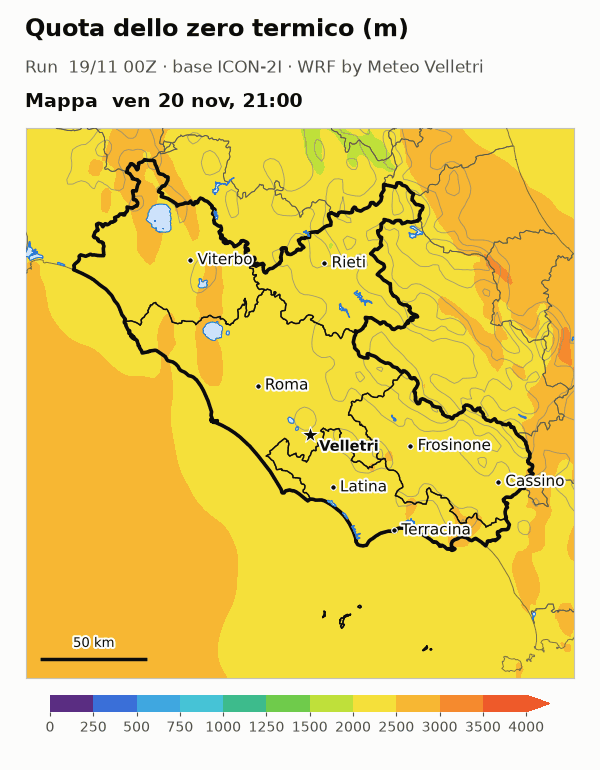 Quota dello zero termico (m)
Run  19/11 00Z · base ICON-2I · WRF by Meteo Velletri
Mappa  ven 20 nov, 21:00
Viterbo
Rieti
Roma
Velletri
Frosinone
Cassino
Latina
Terracina
50 km
0 250 500 750 1000 1250 1500 2000 2500 3000 3500 4000